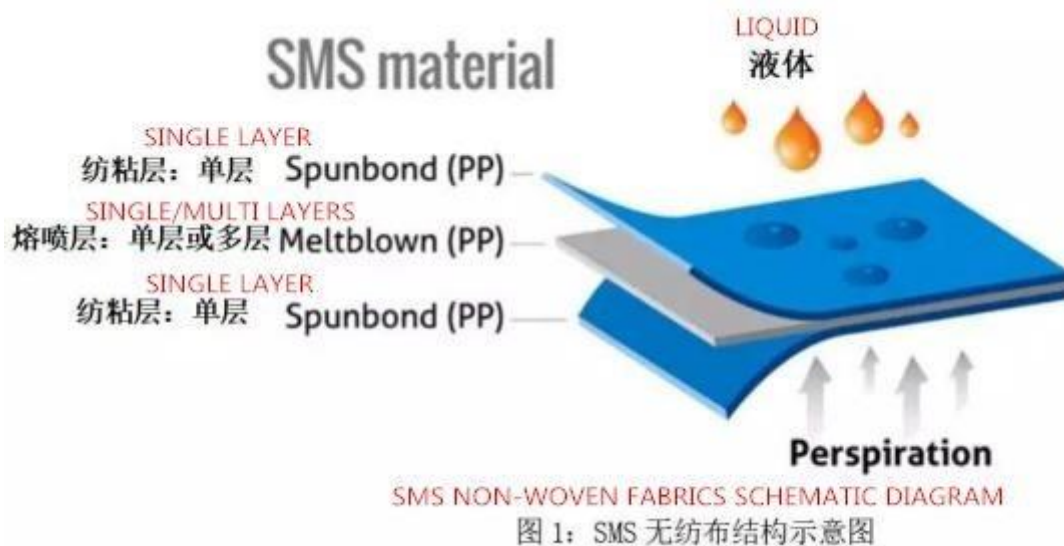 SMS material
LIQUID
液体
SINGLE LAYER
纺粘层：单层 Spunbond (PP)
SINGLE/MULTI LAYERS
熔喷层：单层或多层 Meltblown (PP)
SINGLE LAYER
纺粘层：单层 Spunbond (PP)
Perspiration
SMS NON-WOVEN FABRICS SCHEMATIC DIAGRAM
图 1：SMS 无纺布结构示意图